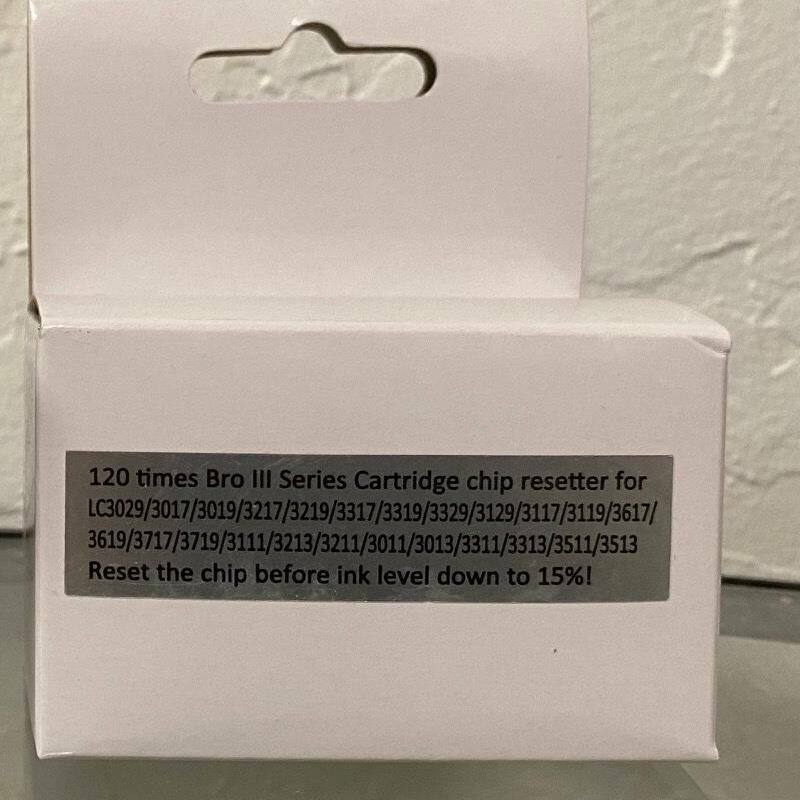 120 times Bro III Series Cartridge chip resetter for
LC3029/3017/3019/3217/3219/3317/3319/3329/3129/3117/3119/3617/
3619/3717/3719/3111/3213/3211/3011/3013/3311/3313/3511/3513
Reset the chip before ink level down to 15%!